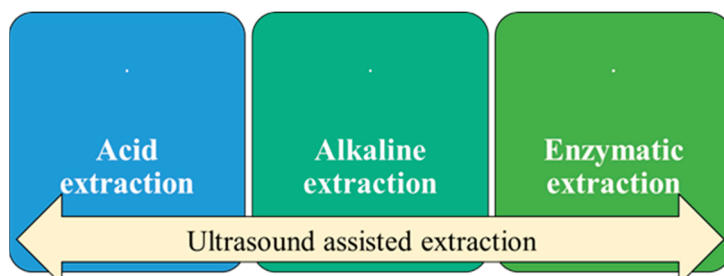 Acid
extraction
Alkaline
extraction
Enzymatic
extraction
Ultrasound assisted extraction